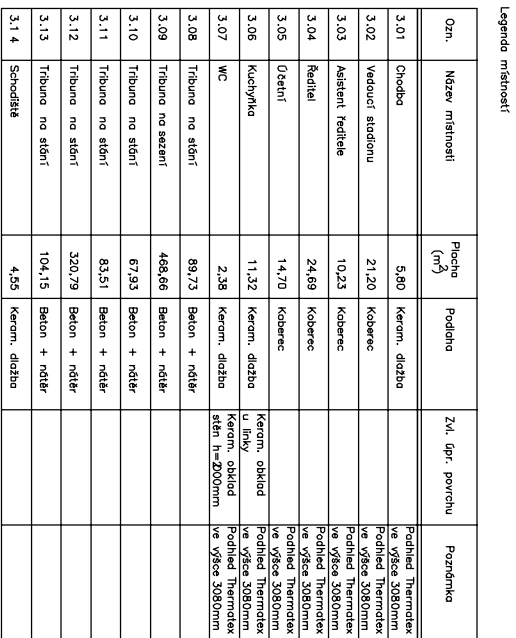 Legenda místností
Ozn. Název místnosti Plocha (m2) Podlaha Zvl. úpr. povrchu Poznámka
3.01 Chodba 5,80 Keram. dlažba Podhled Thermatex ve výšce 3080mm
3.02 Vedoucí stadionu 21,20 Koberec Podhled Thermatex ve výšce 3080mm
3.03 Asistent ředitele 10,23 Koberec Podhled Thermatex ve výšce 3080mm
3.04 Ředitel 24,69 Koberec Podhled Thermatex ve výšce 3080mm
3.05 Účetní 14,70 Koberec Podhled Thermatex ve výšce 3080mm
3.06 Kuchyňka 11,32 Keram. dlažba Keram. obklad u linky Podhled Thermatex ve výšce 3080mm
3.07 WC 2,38 Keram. dlažba Keram. obklad stěn h=2000mm Podhled Thermatex ve výšce 3080mm
3.08 Tribuna na stání 89,73 Beton + nátěr
3.09 Tribuna na sezení 468,66 Beton + nátěr
3.10 Tribuna na stání 67,93 Beton + nátěr
3.11 Tribuna na stání 83,51 Beton + nátěr
3.12 Tribuna na stání 320,79 Beton + nátěr
3.13 Tribuna na stání 104,15 Beton + nátěr
3.14 Schodiště 4,55 Keram. dlažba